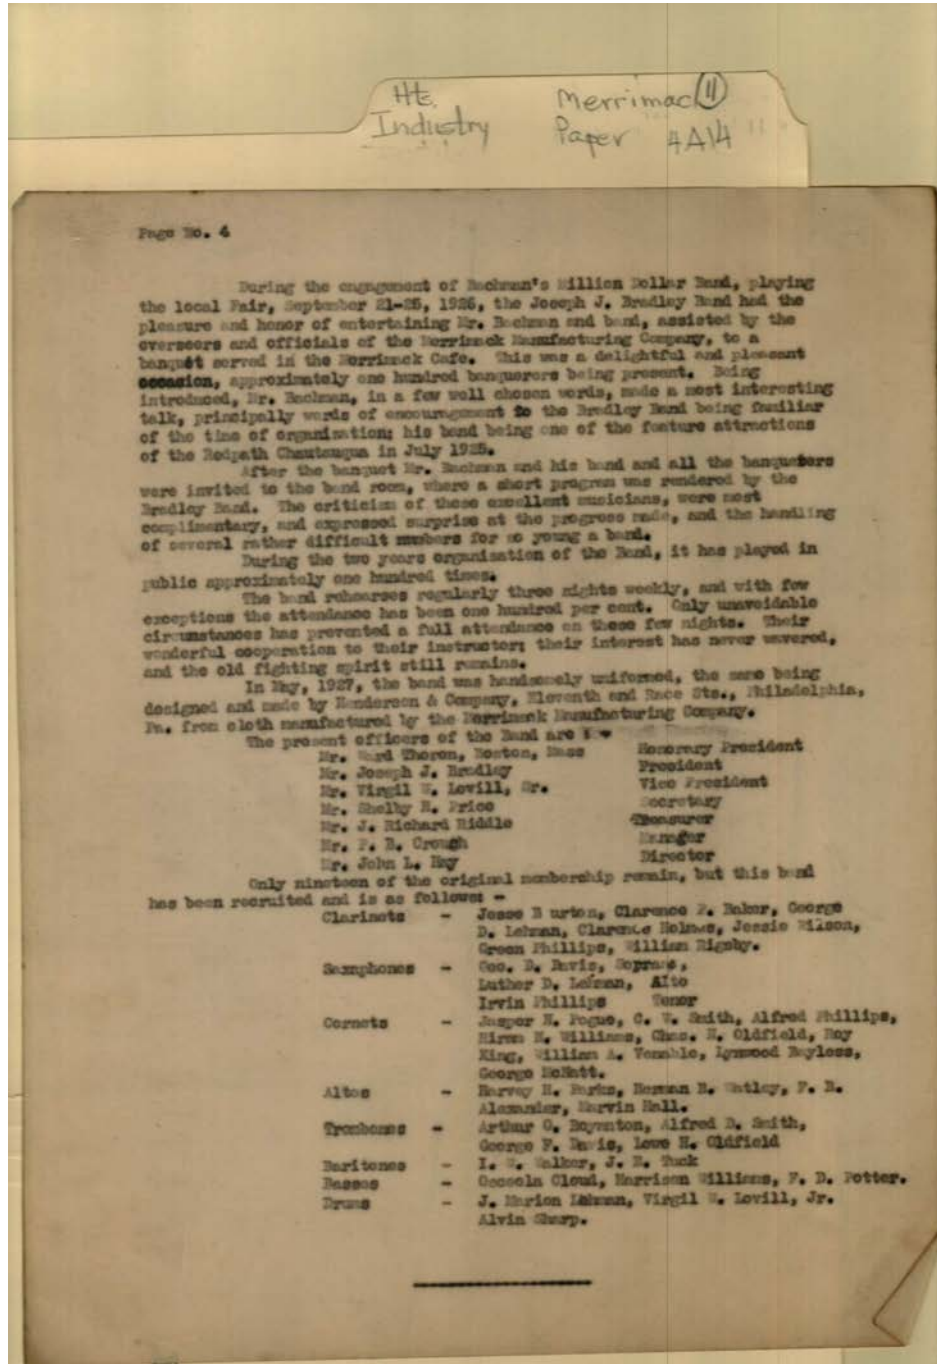 Hts. Merrimac 11
Industry Paper 4A14
Page No. 4
During the engagement of Bachman's Million Dollar Band, playing
the local Fair, September 21-25, 1926, the Joseph J. Bradley Band had the
pleasure and honor of entertaining Mr. Bachman and band, assisted by the
overseers and officials of the Merrimack Manufacturing Company, to a
banquet served in the Merrimack Cafe. This was a delightful and pleasant
occasion, approximately one hundred banquerers being present. Being
introduced, Mr. Bachman, in a few well chosen words, made a most interesting
talk, principally words of encouragement to the Bradley Band being familiar
of the time of organization; his band being one of the feature attractions
of the Redpath Chautauqua in July 1925.
After the banquet Mr. Bachman and his band and all the banqueters
were invited to the band room, where a short program was rendered by the
Bradley Band. The criticism of these excellent musicians, were most
complimentary, and expressed surprise at the progress made, and the handling
of several rather difficult numbers for so young a band.
During the two years organization of the Band, it has played in
public approximately one hundred times.
The band rehearses regularly three nights weekly, and with few
exceptions the attendance has been one hundred per cent. Only unavoidable
circumstances has prevented a full attendance on these few nights. Their
wonderful cooperation to their instructor; their interest has never wavered,
and the old fighting spirit still remains.
In May, 1927, the band was handsomely uniformed, the same being
designed and made by Henderson & Company, Eleventh and Race Sts., Philadelphia,
Pa. from cloth manufactured by the Merrimack Manufacturing Company.
The present officers of the Band are
Mr. Ward Thoron, Boston, Mass Honorary President
Mr. Joseph J. Bradley President
Mr. Virgil W. Lovill, Sr. Vice President
Mr. Shelby H. Price Secretary
Mr. J. Richard Riddle Treasurer
Mr. F. B. Crough Manager
Mr. John L. Hay Director
Only nineteen of the original membership remain, but this band
has been recruited and is as follows -
Clarinets - Jesse B urton, Clarence P. Baker, George
D. Lehman, Clarence Holmes, Jessie Wilson,
Green Phillips, William Rigsby.
Saxphones - Geo. D. Davis, Soprano,
Luther D. Lehman, Alto
Irvin Phillips Tenor
Cornets - Jasper N. Pogue, C. W. Smith, Alfred Phillips,
Hiram N. Williams, Chas. H. Oldfield, Roy
King, William A. Venable, Lynwood Bayless,
George McNatt.
Altos - Harvey H. Parks, Herman B. Watley, F. B.
Alexander, Marvin Hall.
Trombones - Arthur O. Boynton, Alfred D. Smith,
George F. Davis, Lowe H. Oldfield
Baritones - I. W. Walker, J. E. Tuck
Basses - Osceola Cloud, Harrison Williams, F. D. Potter.
Drums - J. Marion Lehman, Virgil W. Lovill, Jr.
Alvin Sharp.